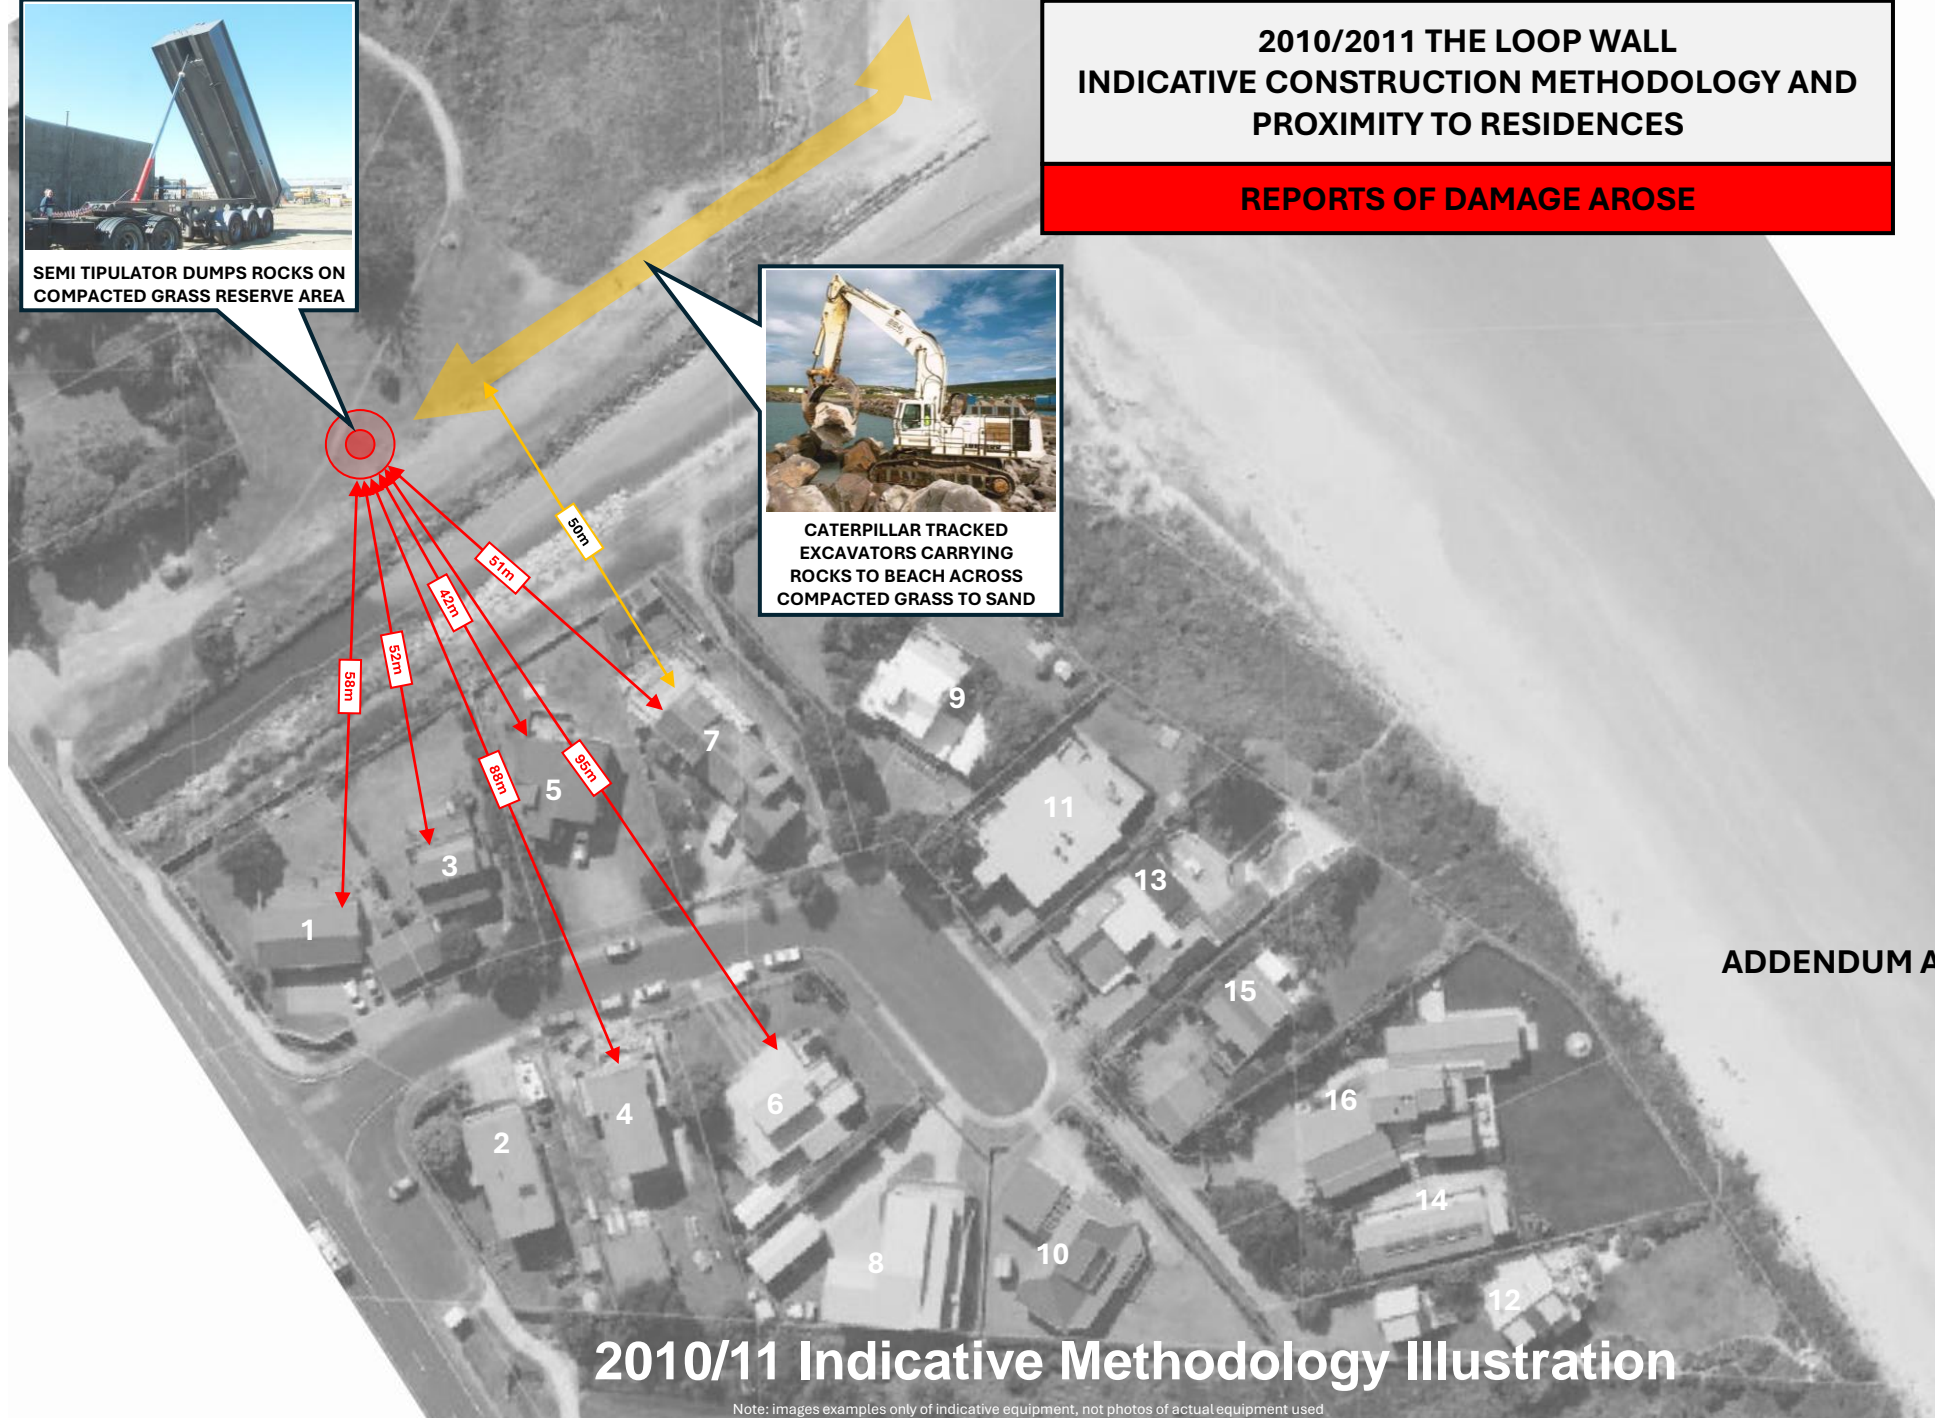 2010/2011 THE LOOP WALL
INDICATIVE CONSTRUCTION METHODOLOGY AND
PROXIMITY TO RESIDENCES
REPORTS OF DAMAGE AROSE
SEMI TIPULATOR DUMPS ROCKS ON
COMPACTED GRASS RESERVE AREA
CATERPILLAR TRACKED
EXCAVATORS CARRYING
ROCKS TO BEACH ACROSS
COMPACTED GRASS TO SAND
50m
51m
42m
52m
58m
88m
95m
9
7
5
11
3
13
1
15
ADDENDUM A
16
6
4
2
14
10
8
12
2010/11 Indicative Methodology Illustration
Note: images examples only of indicative equipment, not photos of actual equipment used